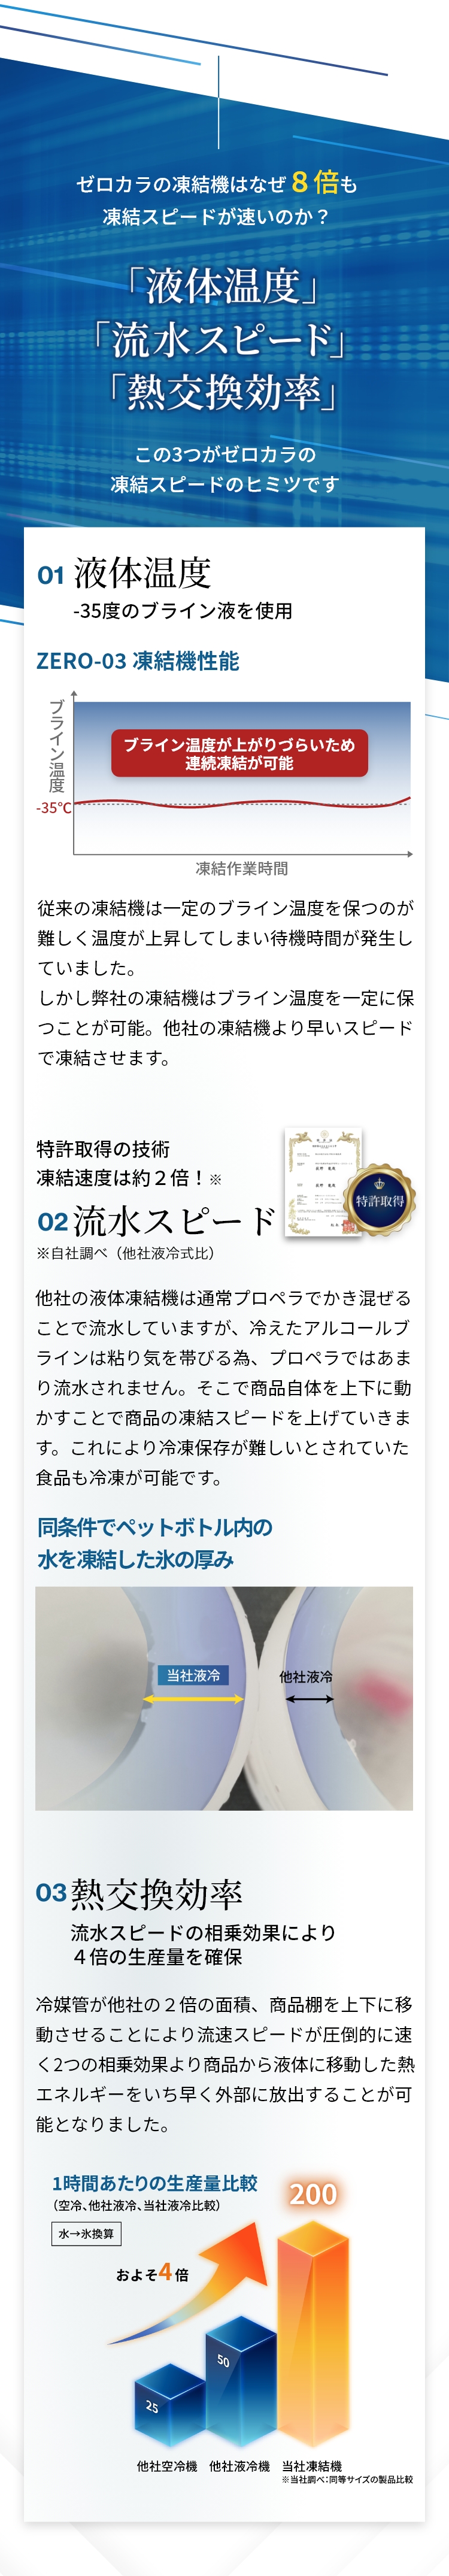 ゼロカラの凍結機はなぜ8倍も
凍結スピードが速いのか？
「液体温度」
「流水スピード」
「熱交換効率」
この3つがゼロカラの
凍結スピードのヒミツです
01 液体温度
-35度のブライン液を使用
ZERO-03 凍結機性能
ブライン温度
ブライン温度が上がりづらいため
連続凍結が可能
-35℃
凍結作業時間
従来の凍結機は一定のブライン温度を保つのが
難しく温度が上昇してしまい待機時間が発生し
ていました。
しかし弊社の凍結機はブライン温度を一定に保
つことが可能。他社の凍結機より早いスピード
で凍結させます。
特許取得の技術
凍結速度は約２倍！※
特許取得
02 流水スピード
※自社調べ（他社液冷式比）
他社の液体凍結機は通常プロペラでかき混ぜる
ことで流水していますが、冷えたアルコールブ
ラインは粘り気を帯びる為、プロペラではあま
り流水されません。そこで商品自体を上下に動
かすことで商品の凍結スピードを上げていきま
す。これにより冷凍保存が難しいとされていた
食品も冷凍が可能です。
同条件でペットボトル内の
水を凍結した氷の厚み
当社液冷
他社液冷
03 熱交換効率
流水スピードの相乗効果により
４倍の生産量を確保
冷媒管が他社の２倍の面積、商品棚を上下に移
動させることにより流速スピードが圧倒的に速
く2つの相乗効果より商品から液体に移動した熱
エネルギーをいち早く外部に放出することが可
能となりました。
1時間あたりの生産量比較
（空冷、他社液冷、当社液冷比較）
水→氷換算
200
およそ4倍
50
25
他社空冷機 他社液冷機 当社凍結機
※当社調べ：同等サイズの製品比較